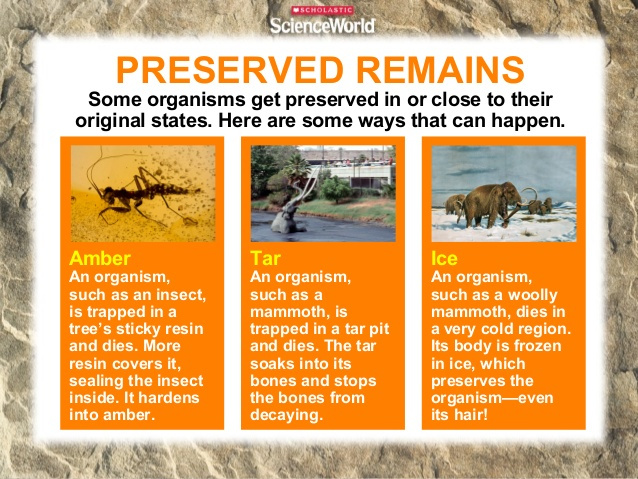 SCHOLASTIC
ScienceWorld
PRESERVED REMAINS
Some organisms get preserved in or close to their
original states. Here are some ways that can happen.
Amber
An organism,
such as an insect,
is trapped in a
tree’s sticky resin
and dies. More
resin covers it,
sealing the insect
inside. It hardens
into amber.
Tar
An organism,
such as a
mammoth, is
trapped in a tar pit
and dies. The tar
soaks into its
bones and stops
the bones from
decaying.
Ice
An organism,
such as a woolly
mammoth, dies in
a very cold region.
Its body is frozen
in ice, which
preserves the
organism—even
its hair!